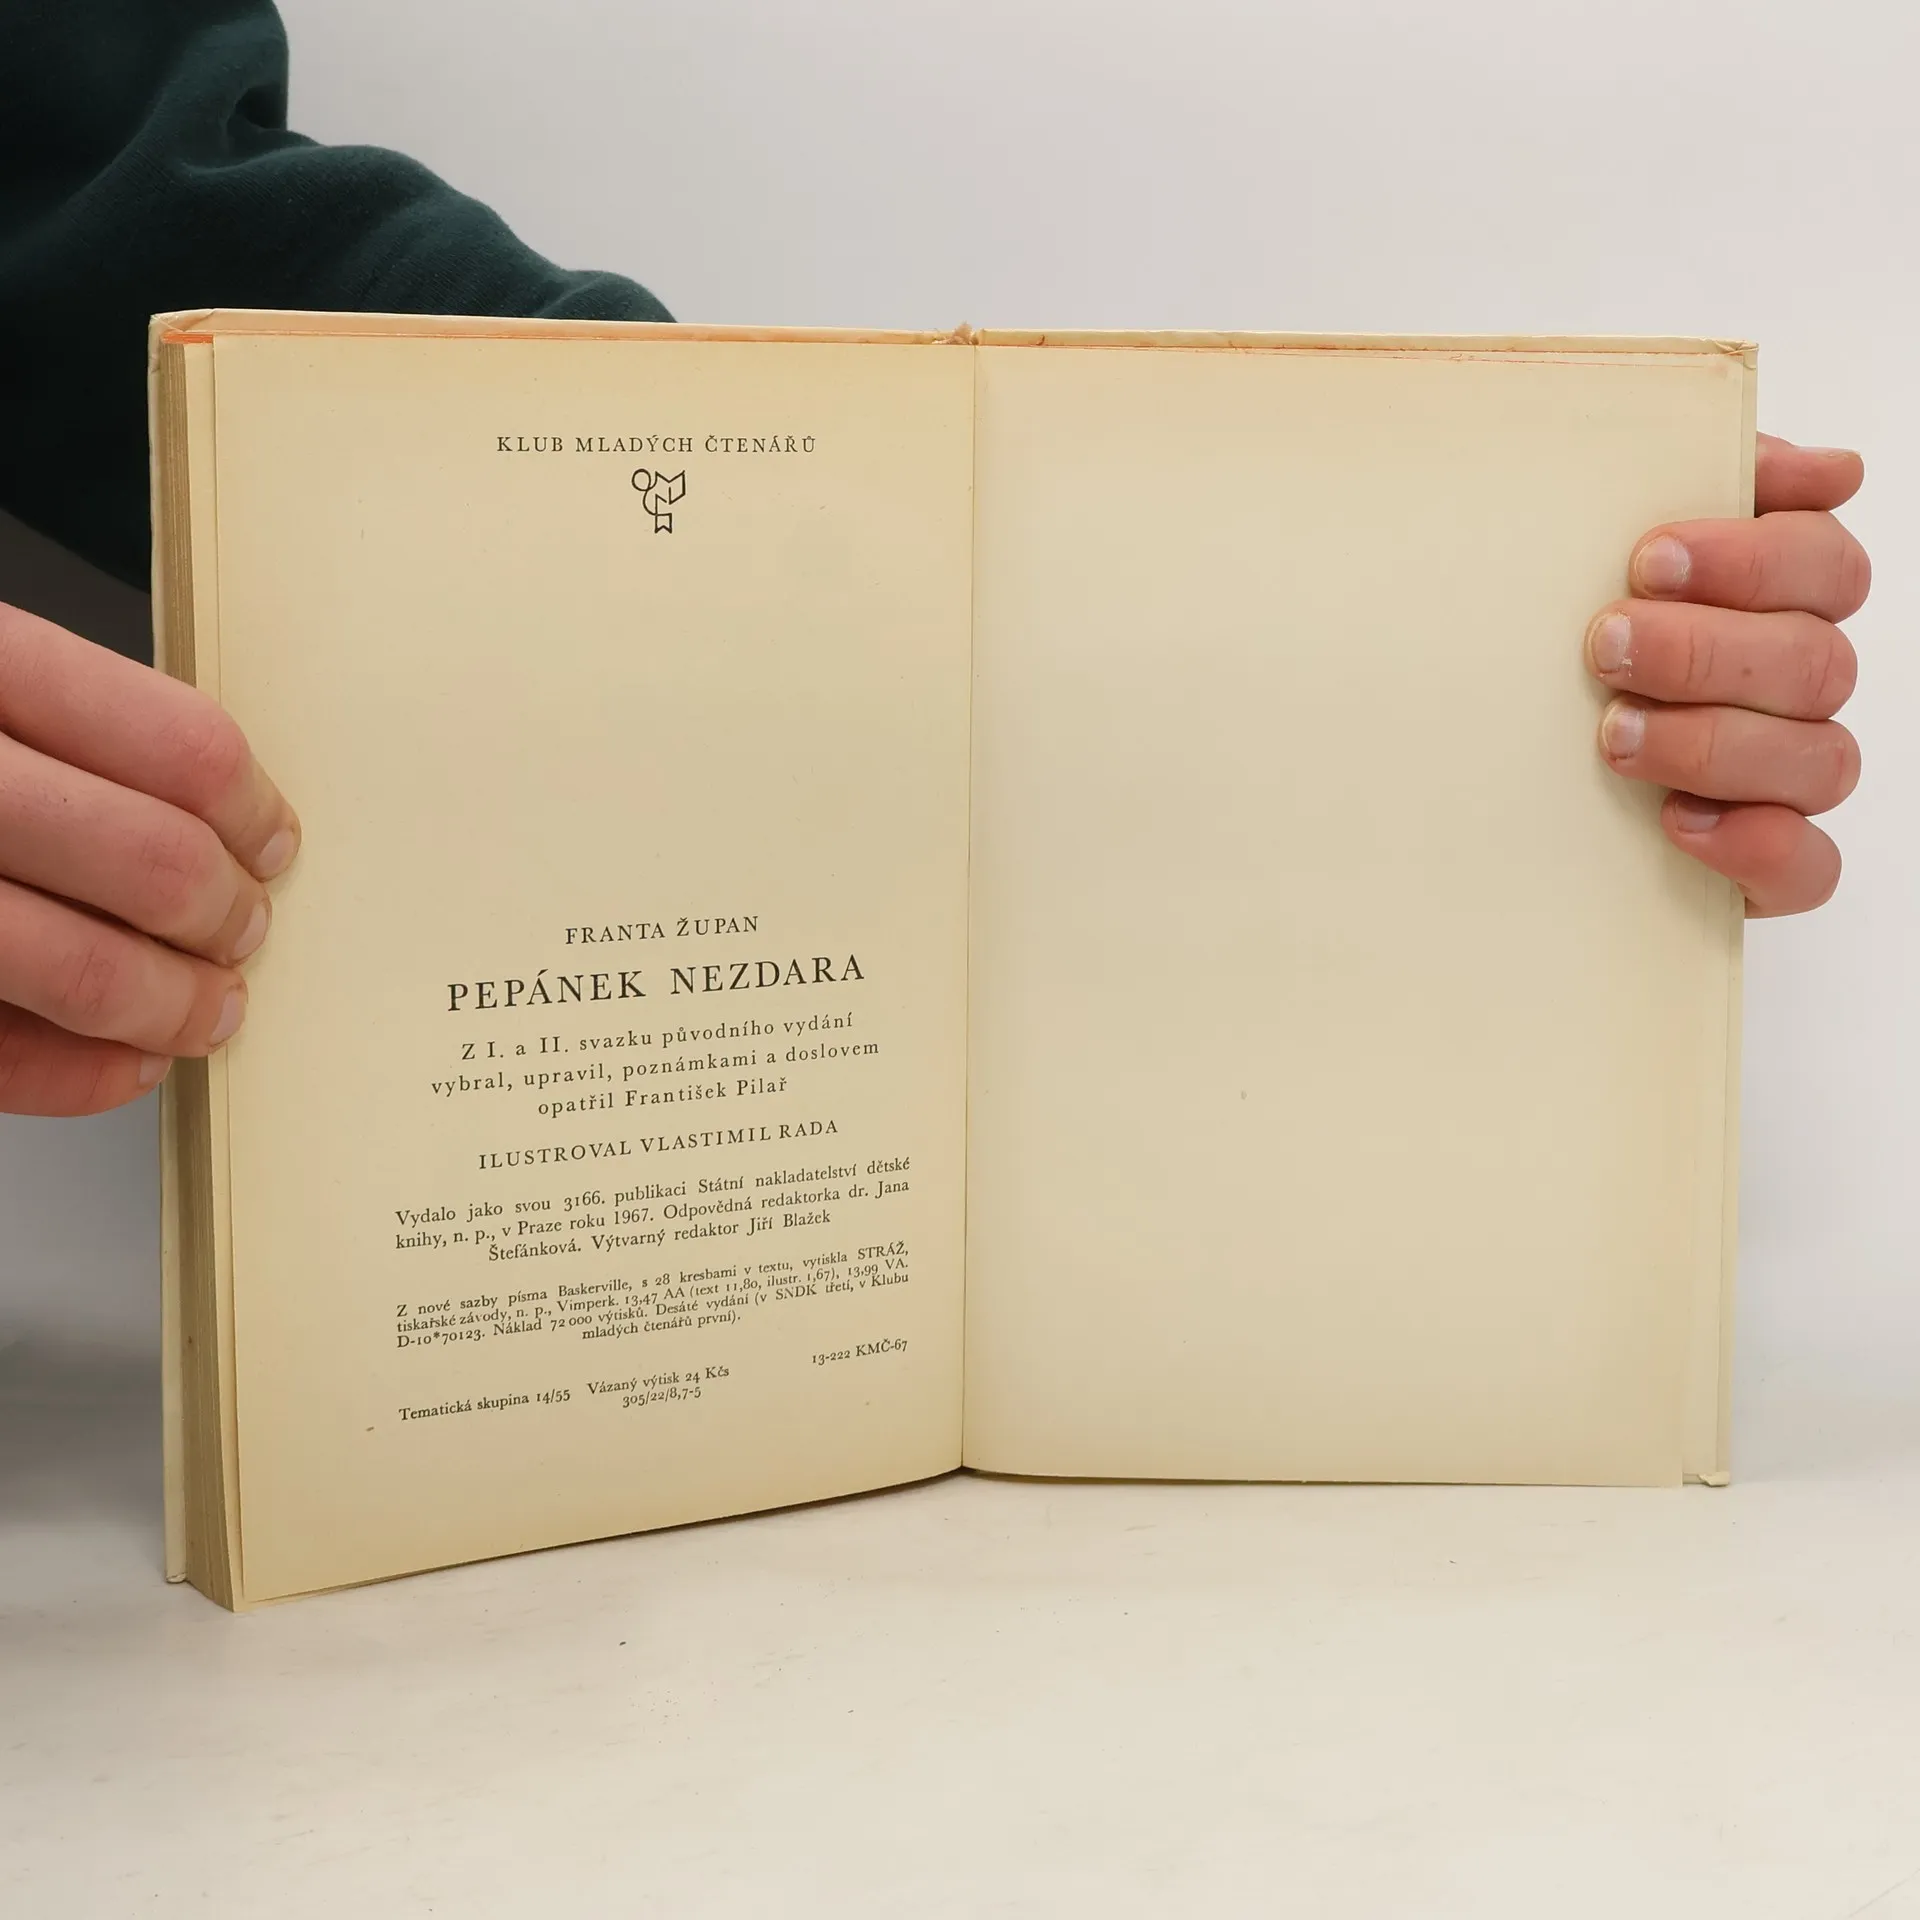 KLUB MLADÝCH ČTENÁŘŮ
FRANTA ŽUPAN
PEPÁNEK NEZDARA
Z I. a II. svazku původního vydání
vybral, upravil, poznámkami a doslovem
opatřil František Pilař
ILUSTROVAL VLASTIMIL RADA
Vydalo jako svou 3166. publikaci Státní nakladatelství dětské
knihy, n. p., v Praze roku 1967. Odpovědná redaktorka dr. Jana
Štefánková. Výtvarný redaktor Jiří Blažek
Z nové sazby písma Baskerville, s 28 kresbami v textu, vytiskla STRÁŽ,
tiskařské závody, n. p., Vimperk. 13,47 AA (text 11,80, ilustr. 1,67), 13,99 VA.
D-10*70123. Náklad 72 000 výtisků. Desáté vydání (v SNDK třetí, v Klubu
mladých čtenářů první).
13-222 KMČ-67
Tematická skupina 14/55 Vázaný výtisk 24 Kčs
305/22/8,7-5